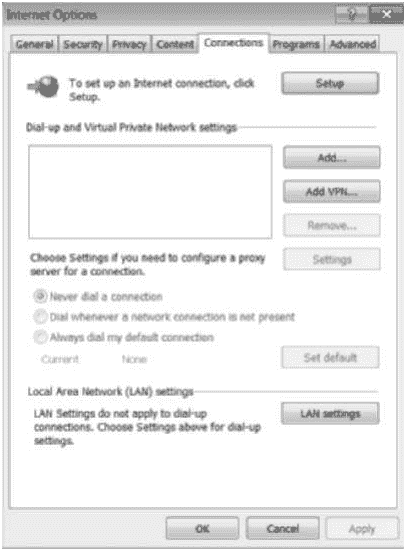 Internet Options
General Security Privacy Content Connections Programs Advanced
To set up an Internet connection, click
Setup.
Setup
Dial-up and Virtual Private Network settings
Add...
Add VPN...
Remove...
Choose Settings if you need to configure a proxy
server for a connection.
Settings
Never dial a connection
Dial whenever a network connection is not present
Always dial my default connection
Current None
Set default
Local Area Network (LAN) settings
LAN Settings do not apply to dial-up
connections. Choose Settings above for dial-up
settings.
LAN settings
OK Cancel Apply